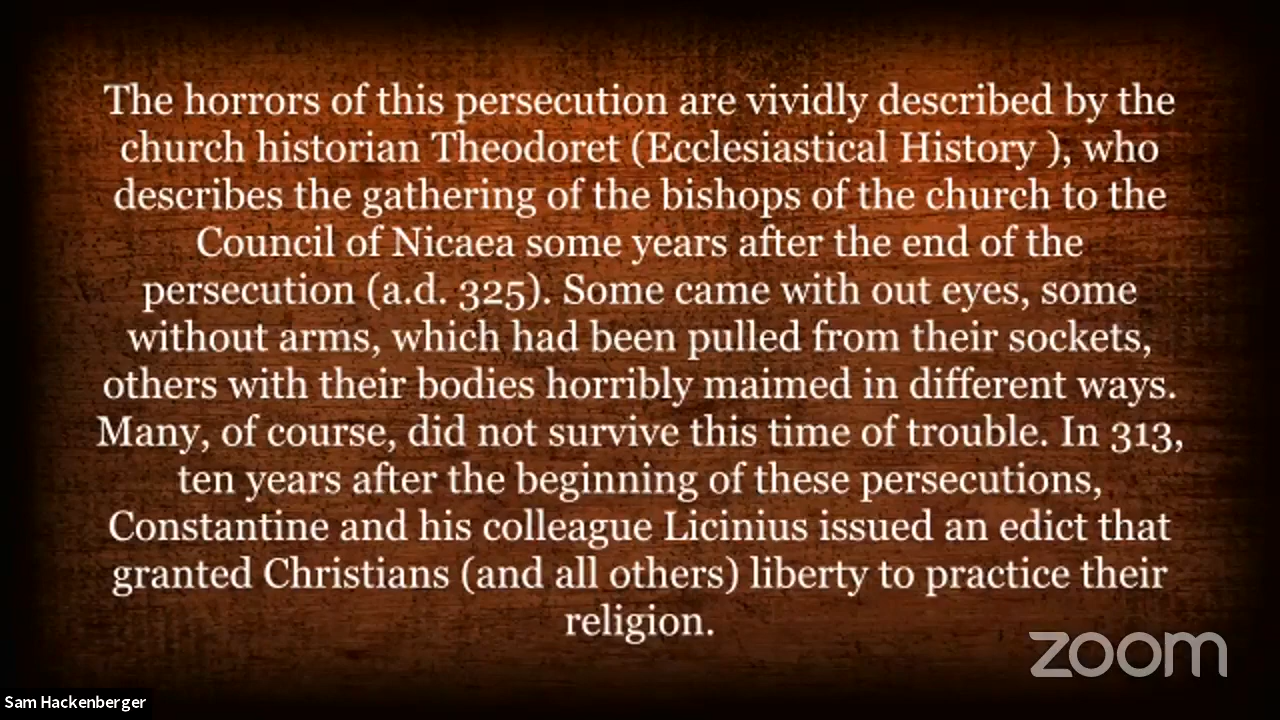 The horrors of this persecution are vividly described by the
church historian Theodoret (Ecclesiastical History ), who
describes the gathering of the bishops of the church to the
Council of Nicaea some years after the end of the
persecution (a.d. 325). Some came with out eyes, some
without arms, which had been pulled from their sockets,
others with their bodies horribly maimed in different ways.
Many, of course, did not survive this time of trouble. In 313,
ten years after the beginning of these persecutions,
Constantine and his colleague Licinius issued an edict that
granted Christians (and all others) liberty to practice their
religion.
zoom
Sam Hackenberger